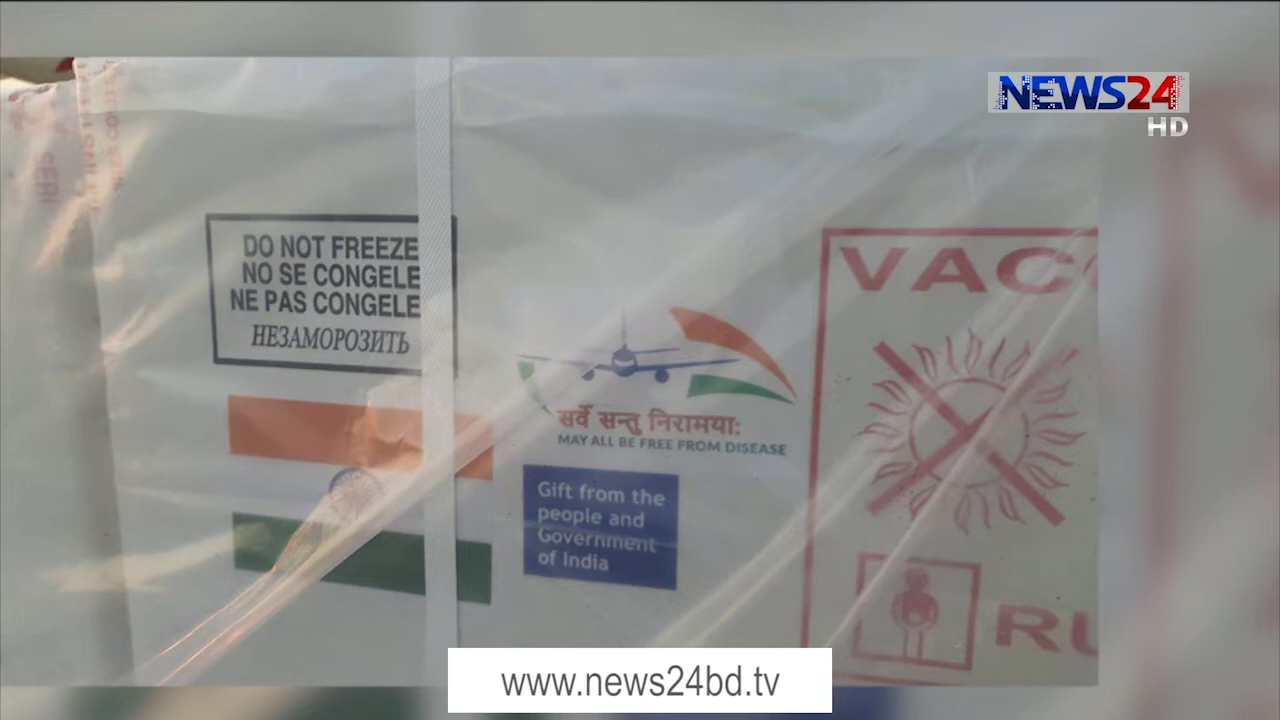 NEWS24
HD
DO NOT FREEZE
NO SE CONGELE
NE PAS CONGELE
НЕЗАМОРОЗИТЬ
सर्वे सन्तु निरामया:
MAY ALL BE FREE FROM DISEASE
Gift from the
people and
Government
of India
VAC
RU
www.news24bd.tv